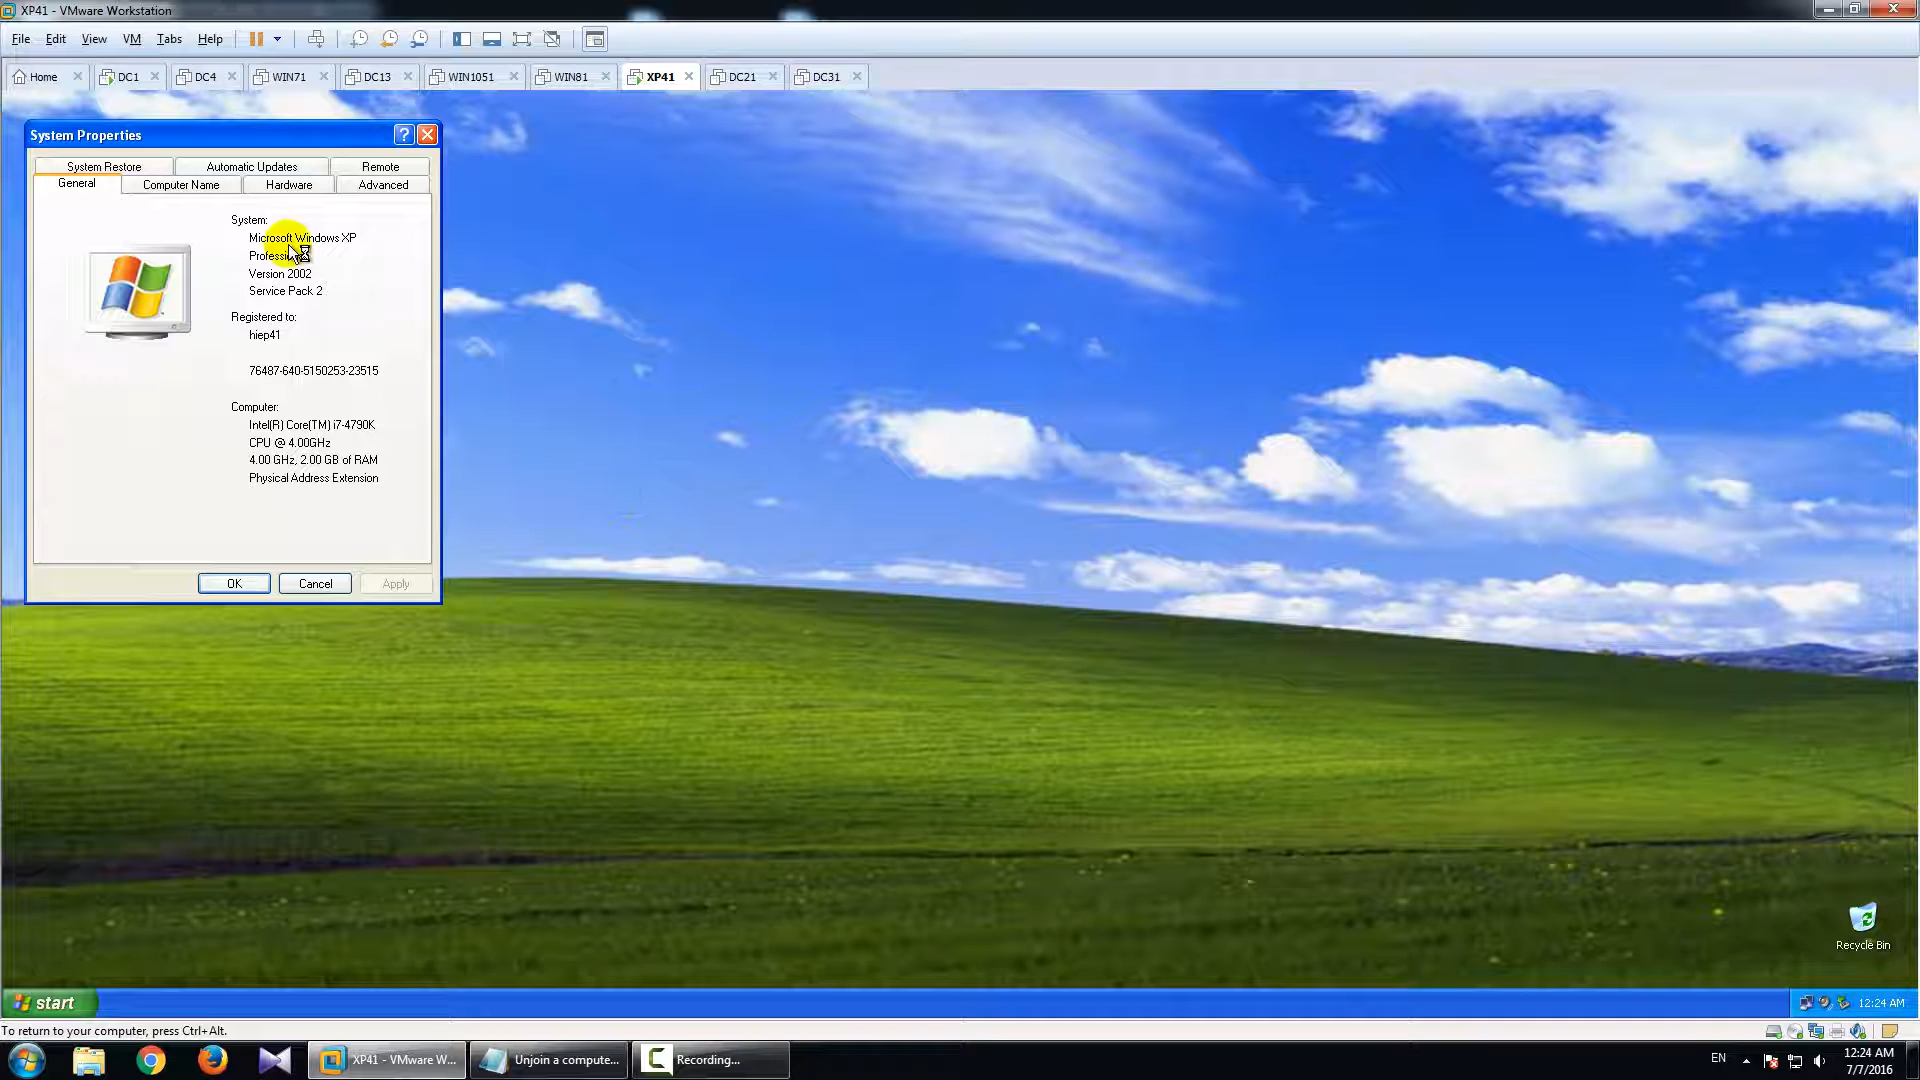 XP41 - VMware Workstation
File Edit View VM Tabs Help
Home DC1 DC4 WIN71 DC13 WIN1051 WIN81 XP41 DC21 DC31
System Properties
System Restore Automatic Updates Remote
General Computer Name Hardware Advanced
System:
Microsoft Windows XP
Version 2002
Service Pack 2
Registered to:
hiep41
76487-640-5150253-23515
Computer:
Intel(R) Core(TM) i7-4790K
CPU @ 4.00GHz
4.00 GHz, 2.00 GB of RAM
Physical Address Extension
OK Cancel Apply
Recycle Bin
start
12:24 AM
To return to your computer, press Ctrl+Alt.
XP41 - VMware W...
Unjoin a compute...
Recording...
EN
12:24 AM
7/7/2016